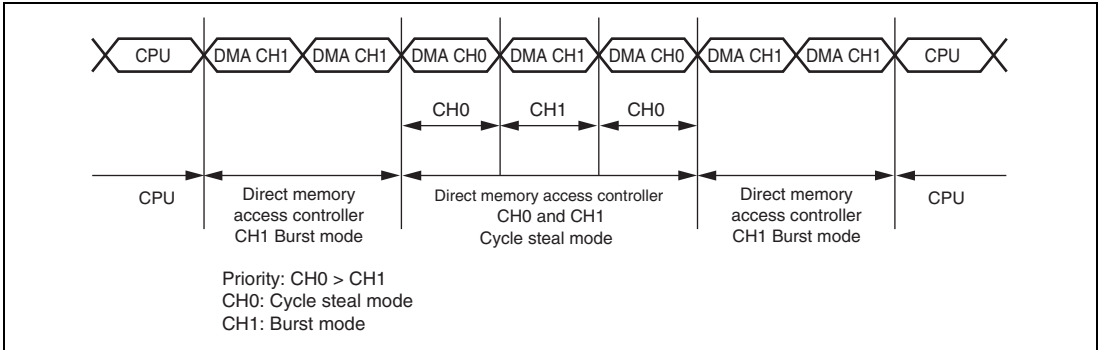 CPU DMA CH1 DMA CH1 DMA CH0 DMA CH1 DMA CH0 DMA CH1 DMA CH1 CPU
CH0 CH1 CH0
CPU
Direct memory
access controller
CH1 Burst mode
Direct memory access controller
CH0 and CH1
Cycle steal mode
Direct memory
access controller
CH1 Burst mode
CPU
Priority: CH0 > CH1
CH0: Cycle steal mode
CH1: Burst mode